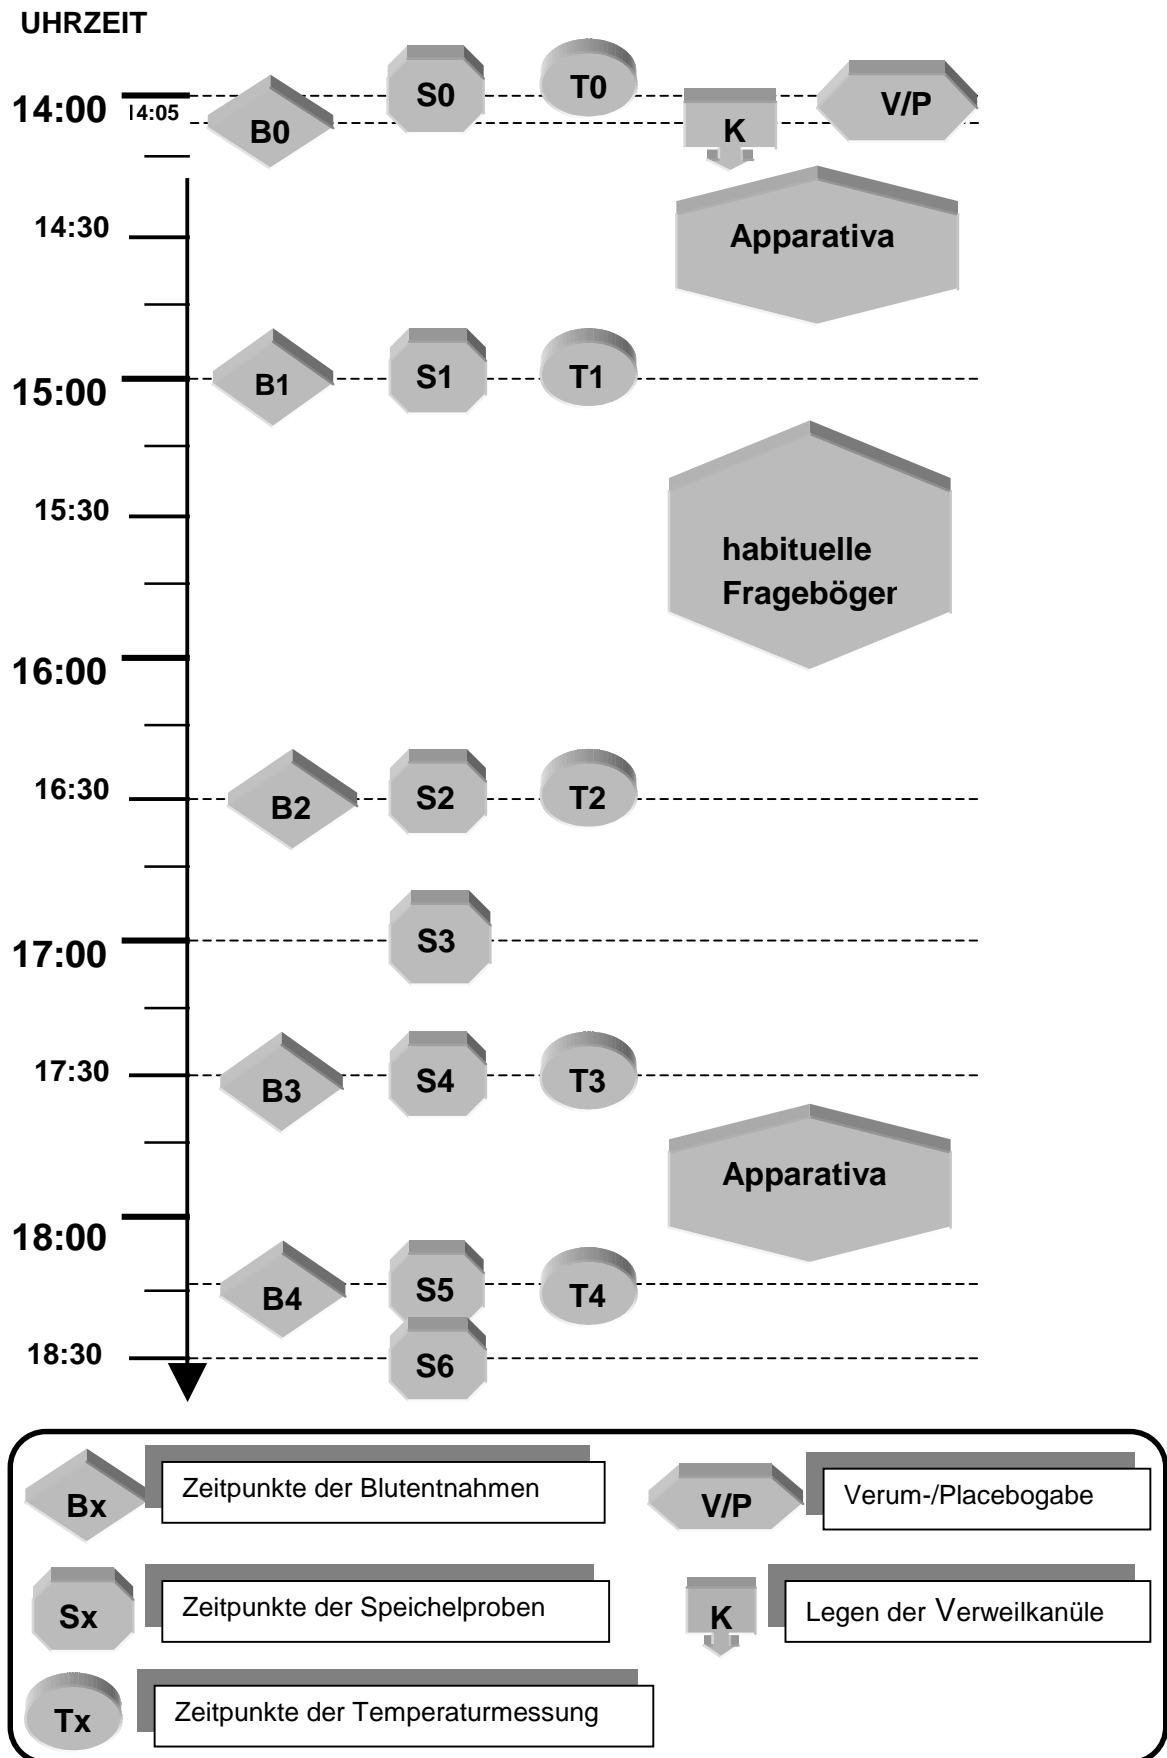 UHRZEIT
14:00 14:05 B0 S0 T0 K V/P
14:30 Apparativa
15:00 B1 S1 T1
15:30 habituelle
Frageböger
16:00
16:30 B2 S2 T2
17:00 S3
17:30 B3 S4 T3
Apparativa
18:00
B4 S5 T4
18:30 S6
Bx Zeitpunkte der Blutentnahmen
V/P Verum-/Placebogabe
Sx Zeitpunkte der Speichelproben
K Legen der Verweilkanüle
Tx Zeitpunkte der Temperaturmessung